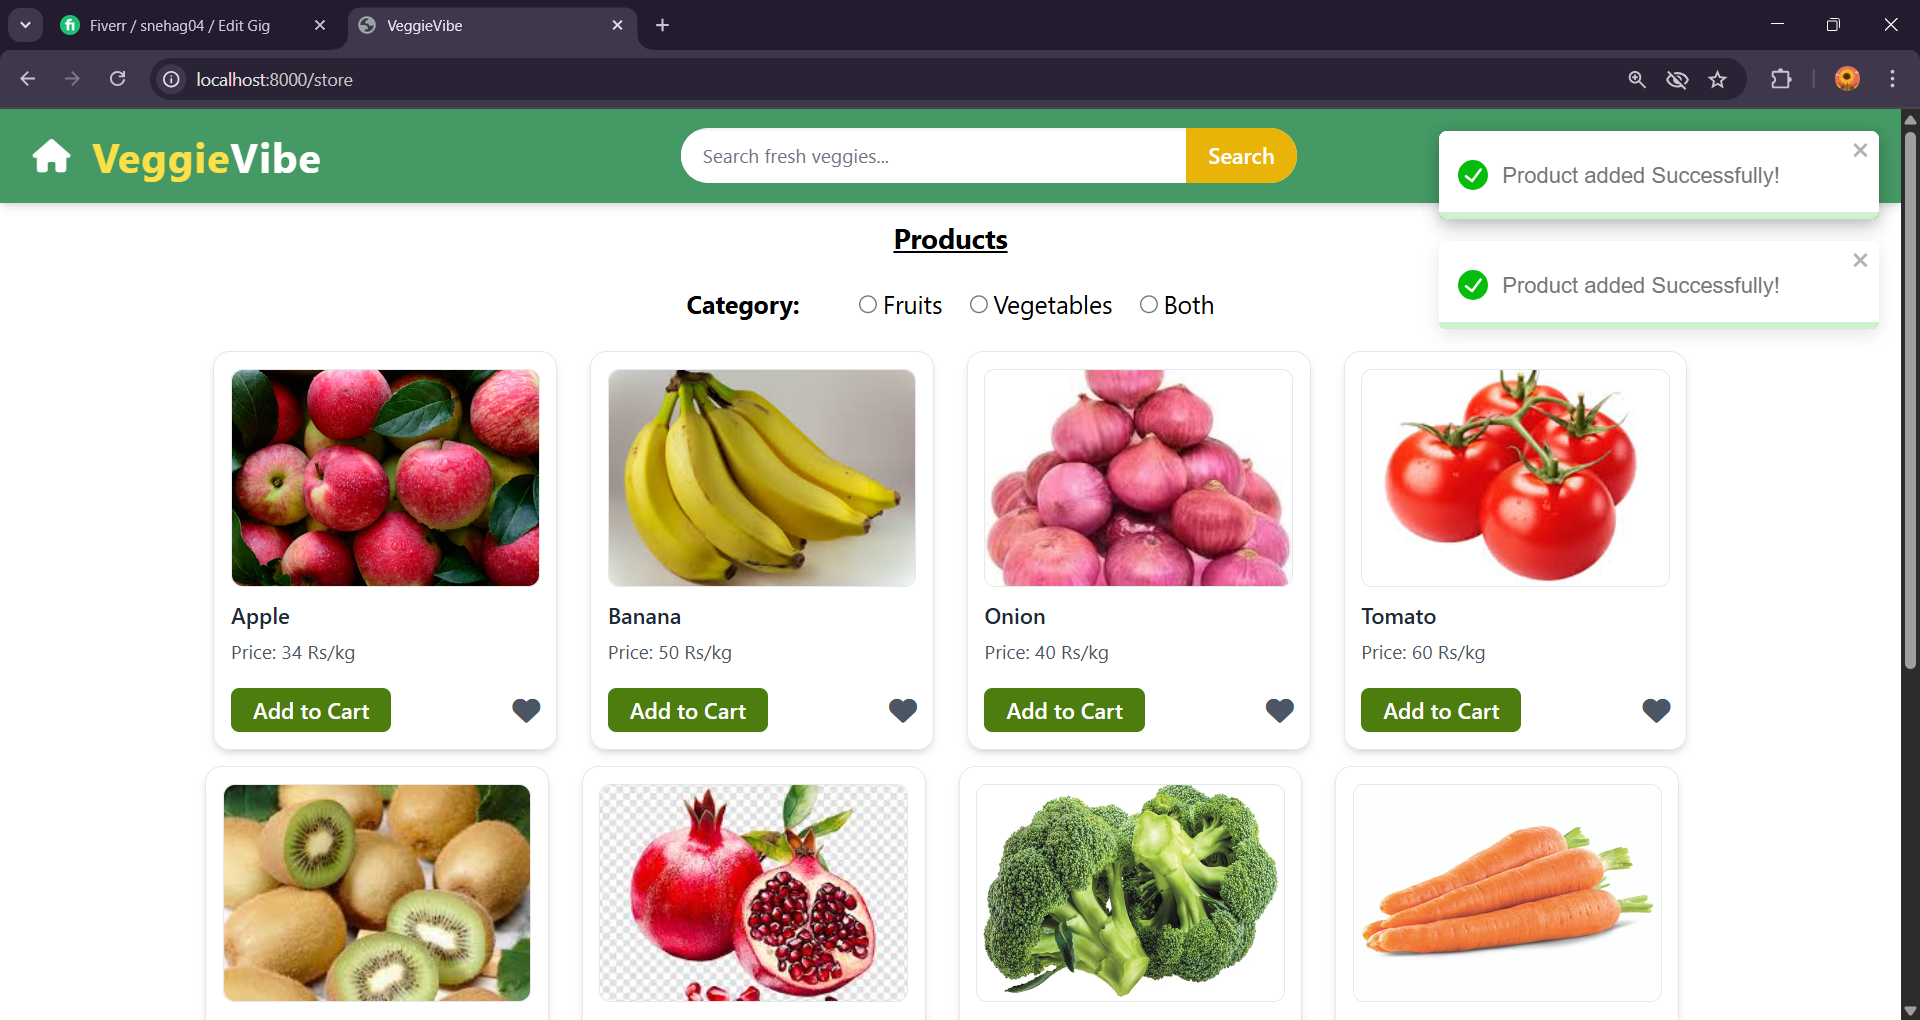 Fiverr / snehag04 / Edit Gig
VeggieVibe
localhost:8000/store
VeggieVibe
Search fresh veggies...
Search
Product added Successfully!
Product added Successfully!
Products
Category: Fruits Vegetables Both
Apple
Price: 34 Rs/kg
Add to Cart
Banana
Price: 50 Rs/kg
Add to Cart
Onion
Price: 40 Rs/kg
Add to Cart
Tomato
Price: 60 Rs/kg
Add to Cart